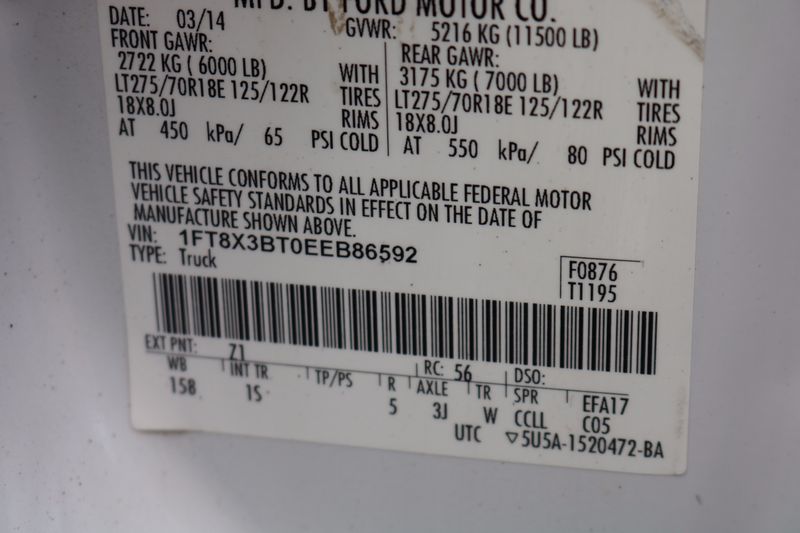 MFD. BY FORD MOTOR CO.
DATE: 03/14 GVWR: 5216 KG (11500 LB)
FRONT GAWR: REAR GAWR:
2722 KG ( 6000 LB) WITH 3175 KG ( 7000 LB) WITH
LT275/70R18E 125/122R TIRES LT275/70R18E 125/122R TIRES
18X8.0J RIMS 18X8.0J RIMS
AT 450 kPa/ 65 PSI COLD AT 550 kPa/ 80 PSI COLD
THIS VEHICLE CONFORMS TO ALL APPLICABLE FEDERAL MOTOR
VEHICLE SAFETY STANDARDS IN EFFECT ON THE DATE OF
MANUFACTURE SHOWN ABOVE.
VIN: 1FT8X3BT0EEB86592
TYPE: Truck
F0876
T1195
EXT PNT: Z1 RC: 56 DSO:
WB INT TR TP/PS R AXLE TR SPR EFA17
158 1S 5 3J W CCLL C05
UTC ▽5U5A-1520472-BA